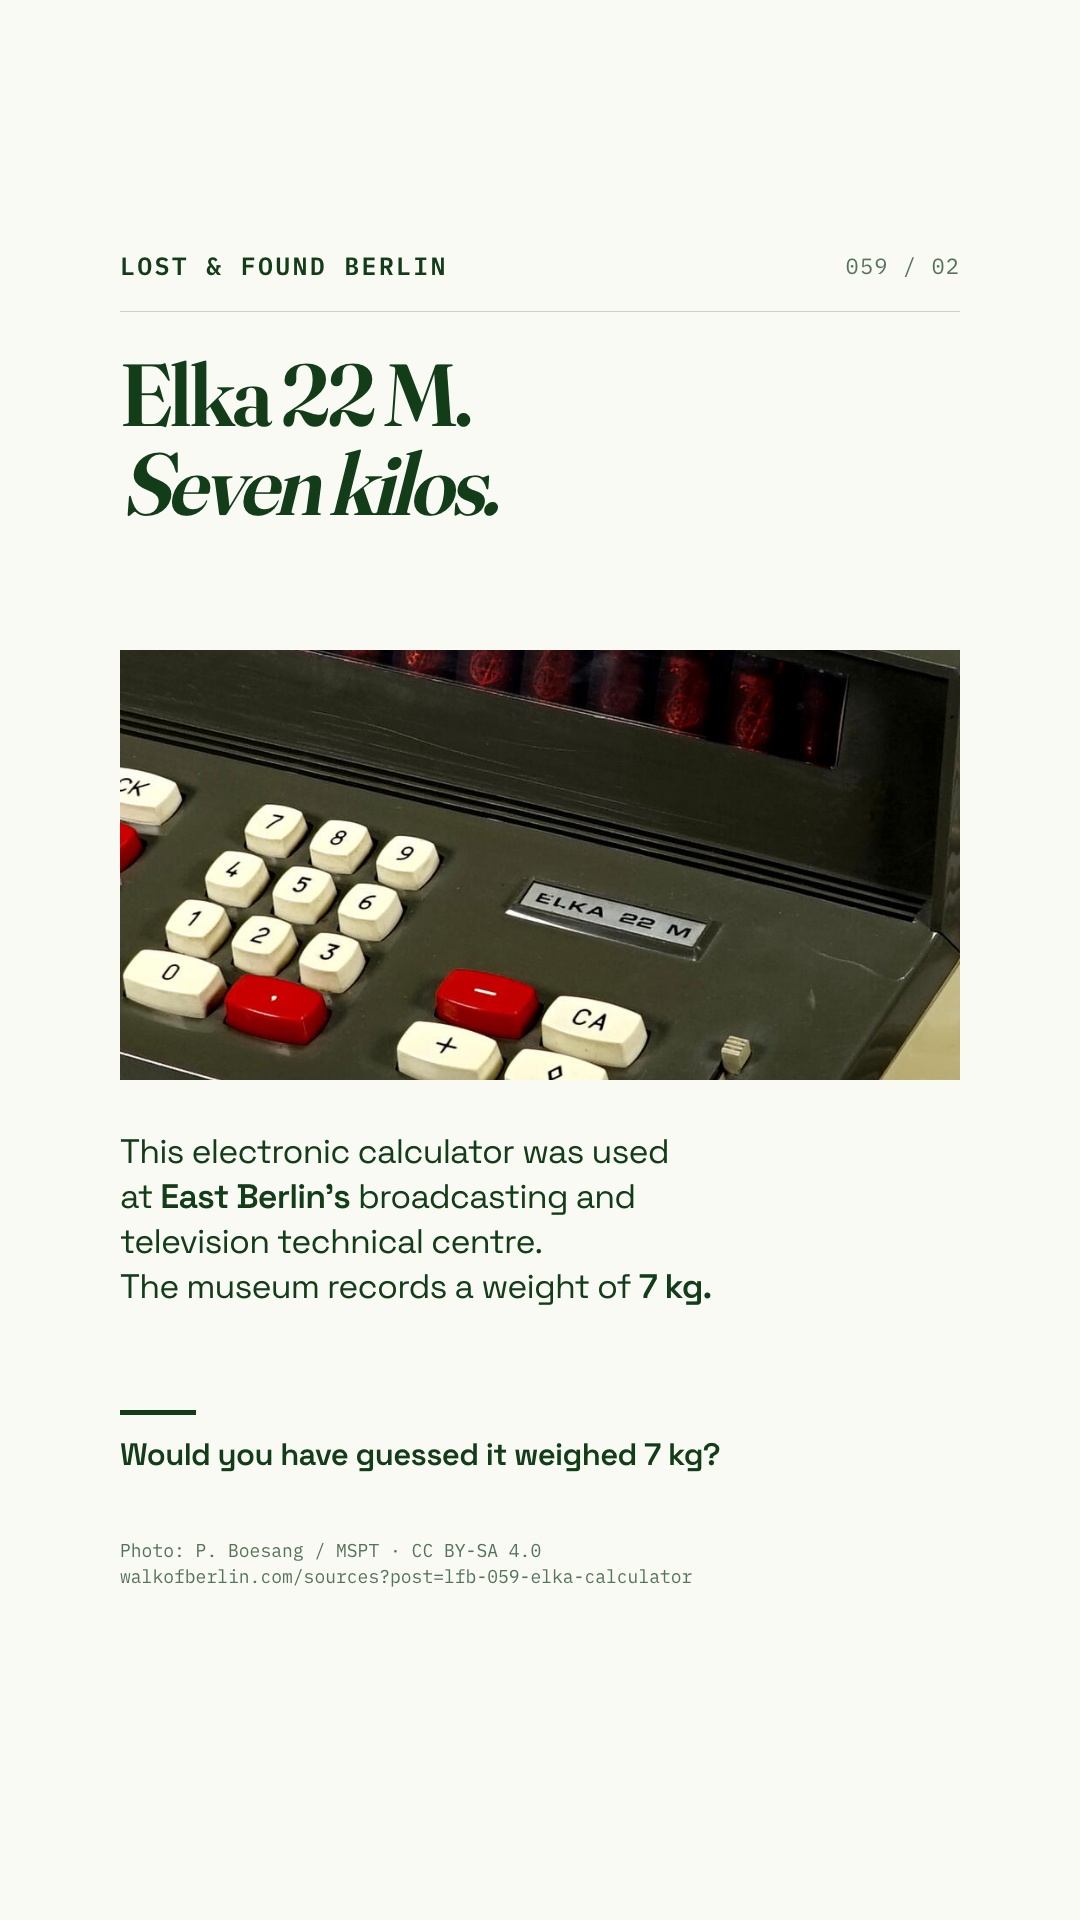 LOST & FOUND BERLIN
059 / 02
Elka 22 M.
Seven kilos.
CK
7
8
9
4
5
6
1
2
3
0
ELKA 22 M
CA
+
This electronic calculator was used
at East Berlin’s broadcasting and
television technical centre.
The museum records a weight of 7 kg.
Would you have guessed it weighed 7 kg?
Photo: P. Boesang / MSPT · CC BY-SA 4.0
walkofberlin.com/sources?post=lfb-059-elka-calculator